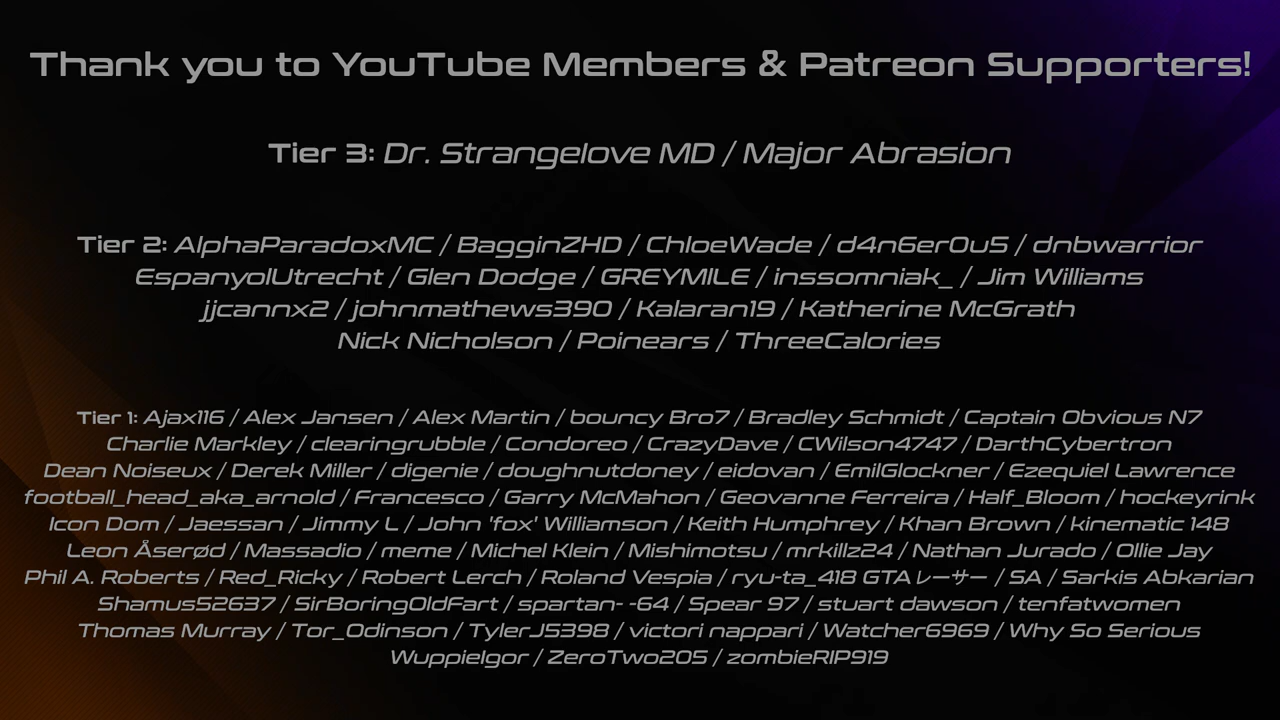 Thank you to YouTube Members & Patreon Supporters!
Tier 3: Dr. Strangelove MD / Major Abrasion
Tier 2: AlphaParadoxMC / BagginZHD / ChloeWade / d4n6er0u5 / dnbwarrior
EspanyolUtrecht / Glen Dodge / GREYMILE / inssomniak_ / Jim Williams
jjcannx2 / johnmathews390 / Kalaran19 / Katherine McGrath
Nick Nicholson / Poinears / ThreeCalories
Tier 1: Ajax116 / Alex Jansen / Alex Martin / bouncy Bro7 / Bradley Schmidt / Captain Obvious N7
Charlie Markley / clearingrubble / Condoreo / CrazyDave / CWilson4747 / DarthCybertron
Dean Noiseux / Derek Miller / digenie / doughnutdoney / eidovan / EmilGlockner / Ezequiel Lawrence
football_head_aka_arnold / Francesco / Garry McMahon / Geovanne Ferreira / Half_Bloom / hockeyrink
Icon Dom / Jaessan / Jimmy L / John 'fox' Williamson / Keith Humphrey / Khan Brown / kinematic 148
Leon Åserød / Massadio / meme / Michel Klein / Mishimotsu / mrkillz24 / Nathan Jurado / Ollie Jay
Phil A. Roberts / Red_Ricky / Robert Lerch / Roland Vespia / ryu-ta_418 GTAレーサー / SA / Sarkis Abkarian
Shamus52637 / SirBoringOldFart / spartan- -64 / Spear 97 / stuart dawson / tenfatwomen
Thomas Murray / Tor_Odinson / TylerJ5398 / victori nappari / Watcher6969 / Why So Serious
WuppieIgor / ZeroTwo205 / zombieRIP919